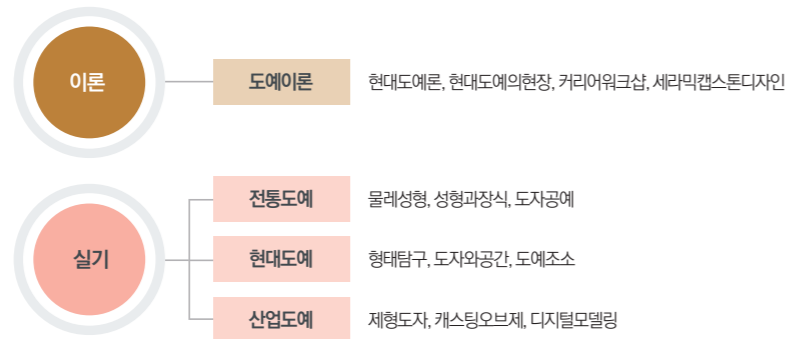 이론
도예이론
현대도예론, 현대도예의현장, 커리어워크샵, 세라믹캡스톤디자인
실기
전통도예
물레성형, 성형과장식, 도자공예
현대도예
형태탐구, 도자와공간, 도예조소
산업도예
제형도자, 캐스팅오브제, 디지털모델링